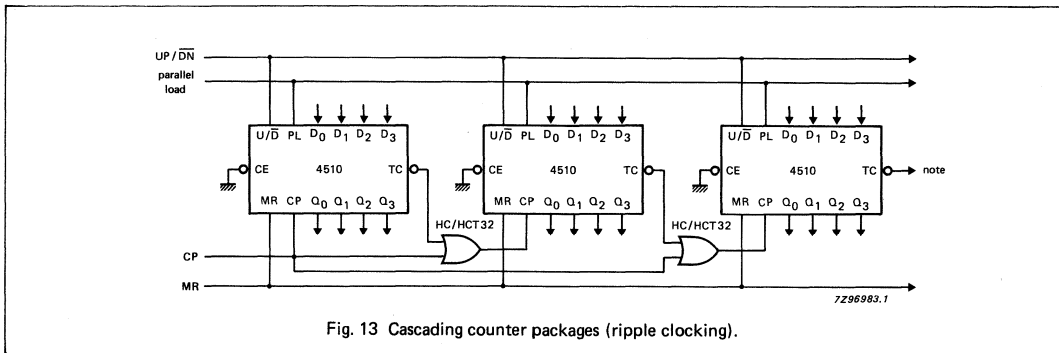 UP/D̅N̅
parallel
load
U/D̅ PL D0 D1 D2 D3
U/D̅ PL D0 D1 D2 D3
U/D̅ PL D0 D1 D2 D3
CE 4510 TC
CE 4510 TC
CE 4510 TC
note
MR CP Q0 Q1 Q2 Q3
HC/HCT32
MR CP Q0 Q1 Q2 Q3
HC/HCT32
MR CP Q0 Q1 Q2 Q3
CP
MR
7Z96983.1
Fig. 13 Cascading counter packages (ripple clocking).